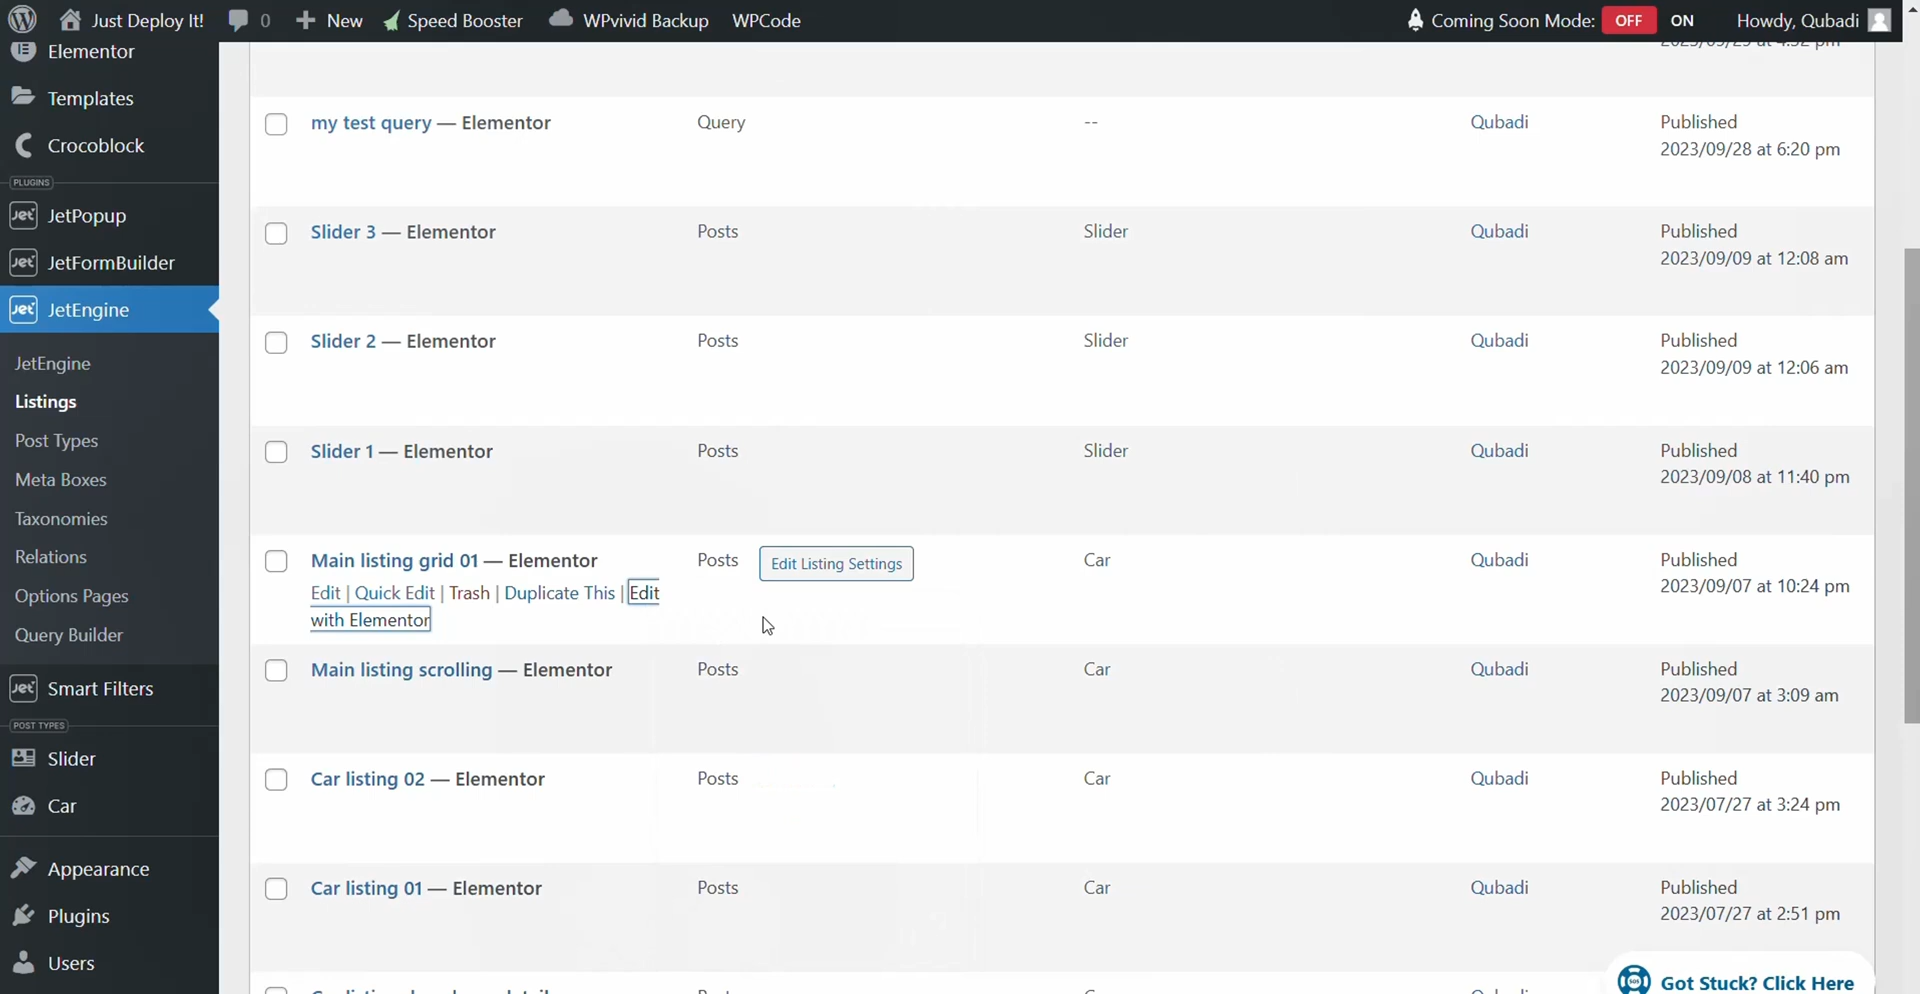 Just Deploy It! 0 New Speed Booster WPvivid Backup WPCode Coming Soon Mode: OFF ON Howdy, Qubadi
Elementor
Templates
Crocoblock
PLUGINS
JetPopup
JetFormBuilder
JetEngine
JetEngine
Listings
Post Types
Meta Boxes
Taxonomies
Relations
Options Pages
Query Builder
Smart Filters
POST TYPES
Slider
Car
Appearance
Plugins
Users
2023/09/29 at 4:32 pm
my test query — Elementor Query -- Qubadi Published
2023/09/28 at 6:20 pm
Slider 3 — Elementor Posts Slider Qubadi Published
2023/09/09 at 12:08 am
Slider 2 — Elementor Posts Slider Qubadi Published
2023/09/09 at 12:06 am
Slider 1 — Elementor Posts Slider Qubadi Published
2023/09/08 at 11:40 pm
Main listing grid 01 — Elementor Posts Edit Listing Settings Car Qubadi Published
2023/09/07 at 10:24 pm
Edit | Quick Edit | Trash | Duplicate This | Edit
with Elementor
Main listing scrolling — Elementor Posts Car Qubadi Published
2023/09/07 at 3:09 am
Car listing 02 — Elementor Posts Car Qubadi Published
2023/07/27 at 3:24 pm
Car listing 01 — Elementor Posts Car Qubadi Published
2023/07/27 at 2:51 pm
Got Stuck? Click Here